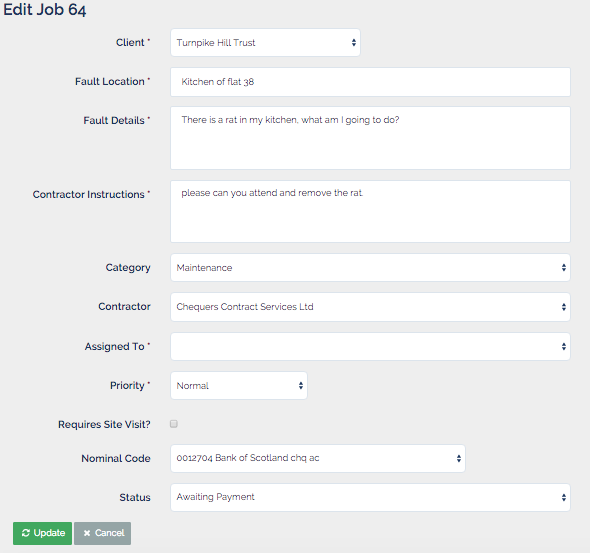 Edit Job 64
Client * Turnpike Hill Trust
Fault Location * Kitchen of flat 38
Fault Details * There is a rat in my kitchen, what am I going to do?
Contractor Instructions * please can you attend and remove the rat.
Category Maintenance
Contractor Chequers Contract Services Ltd
Assigned To *
Priority * Normal
Requires Site Visit?
Nominal Code 0012704 Bank of Scotland chq ac
Status Awaiting Payment
Update Cancel